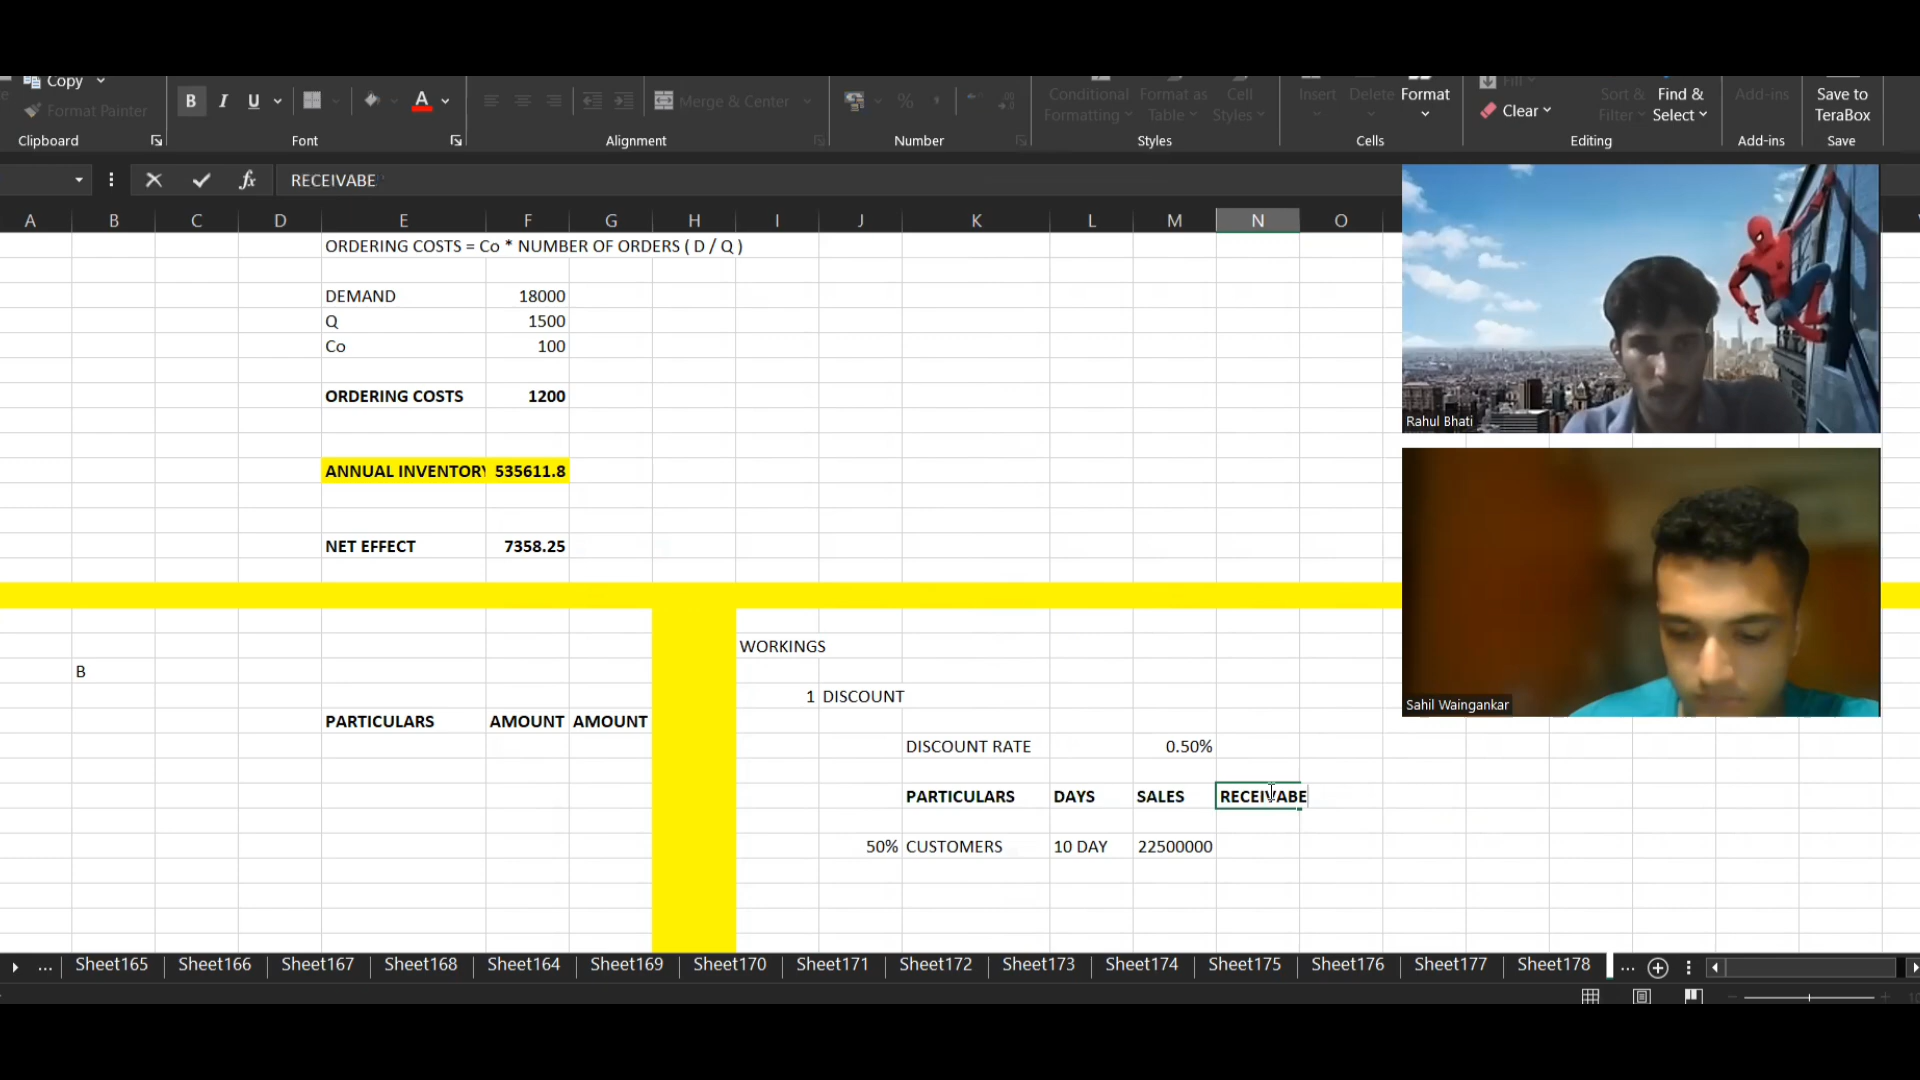 Copy
Format Painter
Clipboard
B I U A
Font
Merge & Center
Alignment
%
Number
Conditional Formatting
Format as Table
Cell Styles
Styles
Insert
Delete
Format
Cells
Fill
Clear
Sort & Filter
Find & Select
Editing
Add-ins
Add-ins
Save to TeraBox
Save
fx RECEIVABE
A B C D E F G H I J K L M N O
ORDERING COSTS = Co * NUMBER OF ORDERS ( D / Q )
DEMAND 18000
Q 1500
Co 100
ORDERING COSTS 1200
ANNUAL INVENTORY 535611.8
NET EFFECT 7358.25
Rahul Bhati
Sahil Waingankar
WORKINGS
B
1 DISCOUNT
PARTICULARS AMOUNT AMOUNT
DISCOUNT RATE 0.50%
PARTICULARS DAYS SALES RECEIVABE
50% CUSTOMERS 10 DAY 22500000
... Sheet165 Sheet166 Sheet167 Sheet168 Sheet164 Sheet169 Sheet170 Sheet171 Sheet172 Sheet173 Sheet174 Sheet175 Sheet176 Sheet177 Sheet178 ...